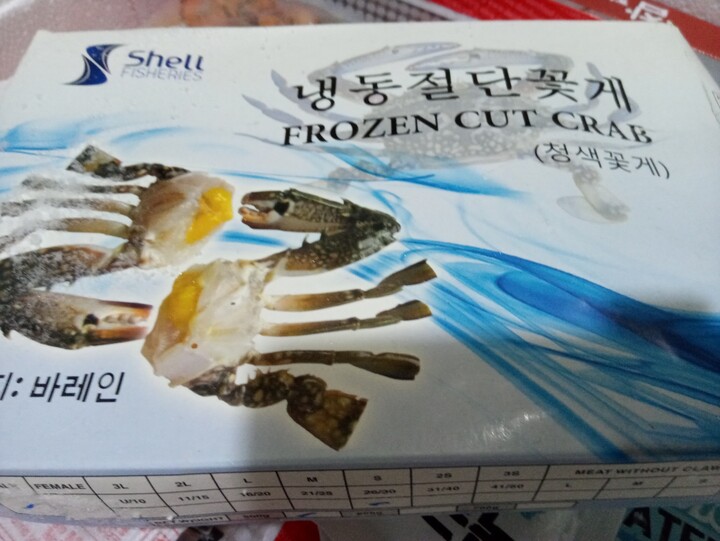 Shell
FISHERIES
냉동절단꽃게
FROZEN CUT CRAB
(청색꽃게)
지: 바레인
FEMALE 3L 2L L M S 2S 3S MEAT WITHOUT CLAW
U/10 11/15 16/20 21/25 26/30 31/40 41/60 L M S